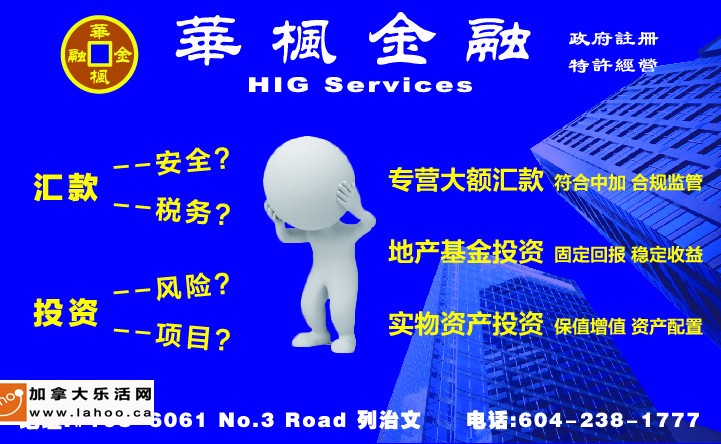 華
融 金
楓
華楓金融
HIG Services
政府註冊
特許經營
汇款
--安全?
--税务?
投资
--风险?
--项目?
专营大额汇款 符合中加 合规监管
地产基金投资 固定回报 稳定收益
实物资产投资 保值增值 资产配置
加拿大乐活网
www.lahoo.ca
6061 No.3 Road 列治文 电话:604-238-1777